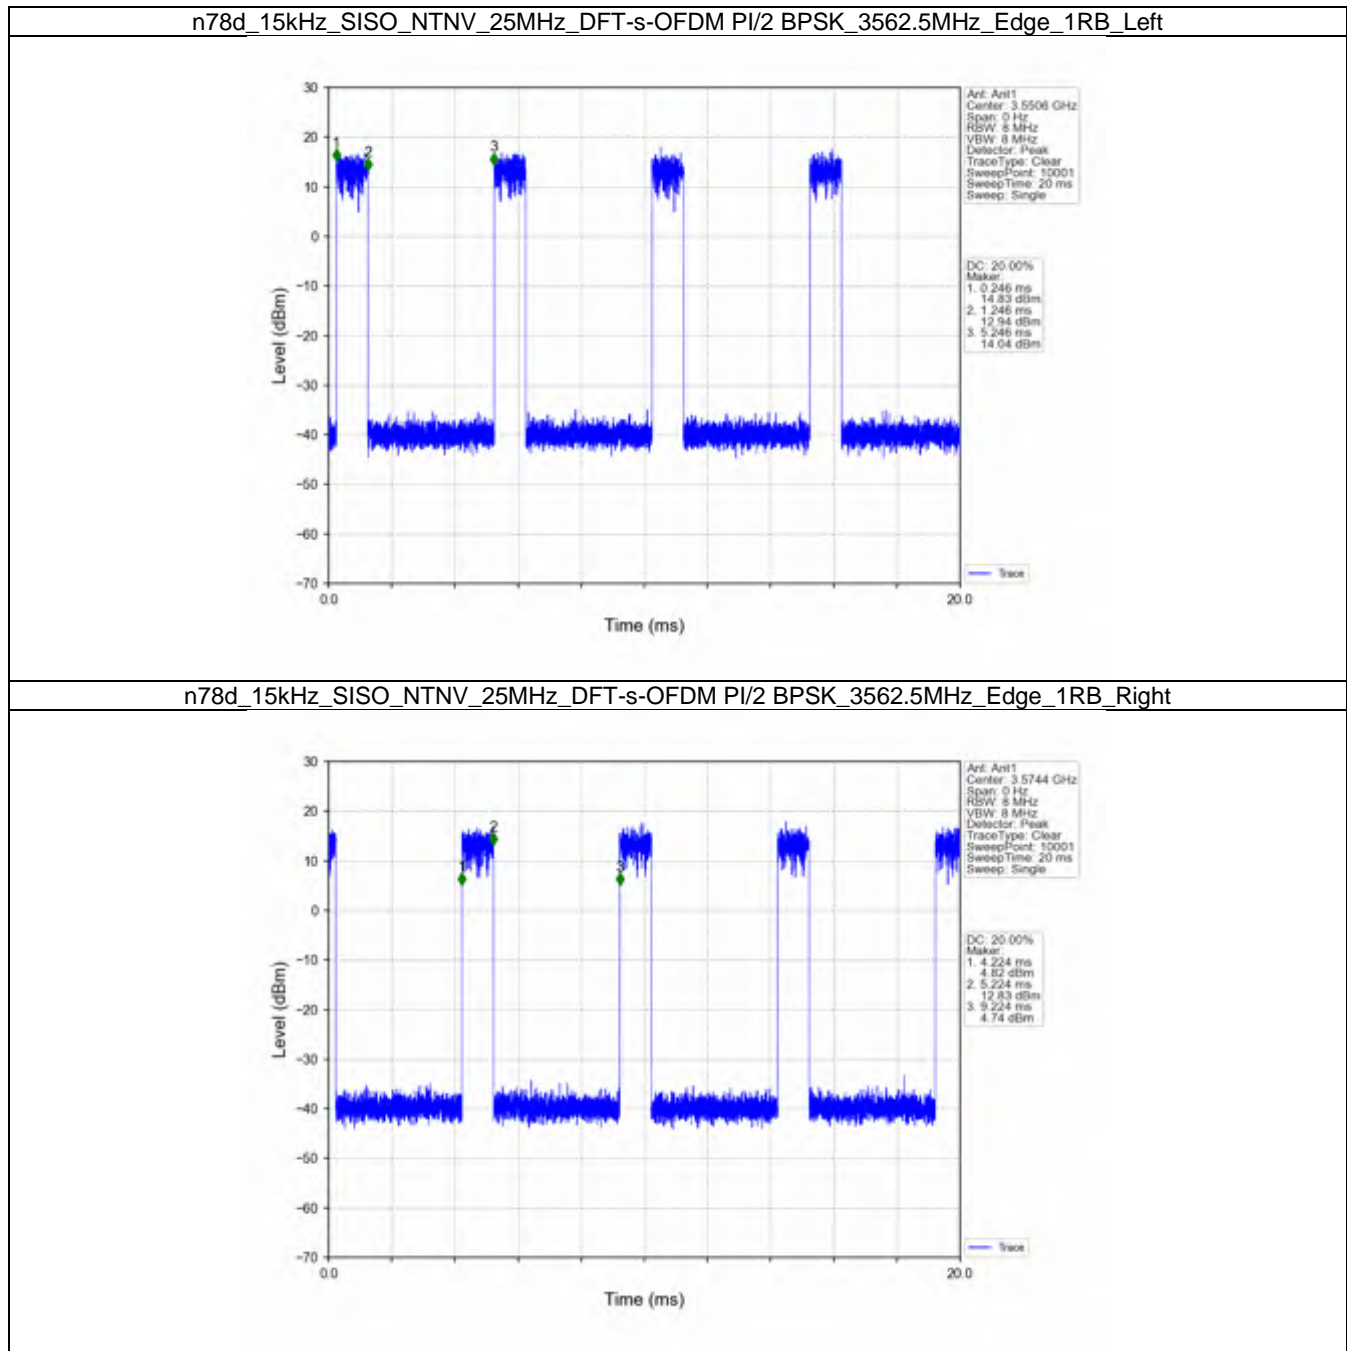 n78d_15kHz_SISO_NTNV_25MHz_DFT-s-OFDM PI/2 BPSK_3562.5MHz_Edge_1RB_Left
30
20
10
0
−10
−20
−30
−40
−50
−60
−70
0.0
20.0
Level (dBm)
Time (ms)
1
2
3
Ant: Ant1
Center: 3.5506 GHz
Span: 0 Hz
RBW: 8 MHz
VBW: 8 MHz
Detector: Peak
TraceType: Clear
SweepPoint: 10001
SweepTime: 20 ms
Sweep: Single
DC: 20.00%
Maker:
1. 0.246 ms
14.83 dBm
2. 1.246 ms
12.94 dBm
3. 5.246 ms
14.04 dBm
Trace
n78d_15kHz_SISO_NTNV_25MHz_DFT-s-OFDM PI/2 BPSK_3562.5MHz_Edge_1RB_Right
30
20
10
0
−10
−20
−30
−40
−50
−60
−70
0.0
20.0
Level (dBm)
Time (ms)
1
2
3
Ant: Ant1
Center: 3.5744 GHz
Span: 0 Hz
RBW: 8 MHz
VBW: 8 MHz
Detector: Peak
TraceType: Clear
SweepPoint: 10001
SweepTime: 20 ms
Sweep: Single
DC: 20.00%
Maker:
1. 4.224 ms
4.82 dBm
2. 5.224 ms
12.83 dBm
3. 9.224 ms
4.74 dBm
Trace